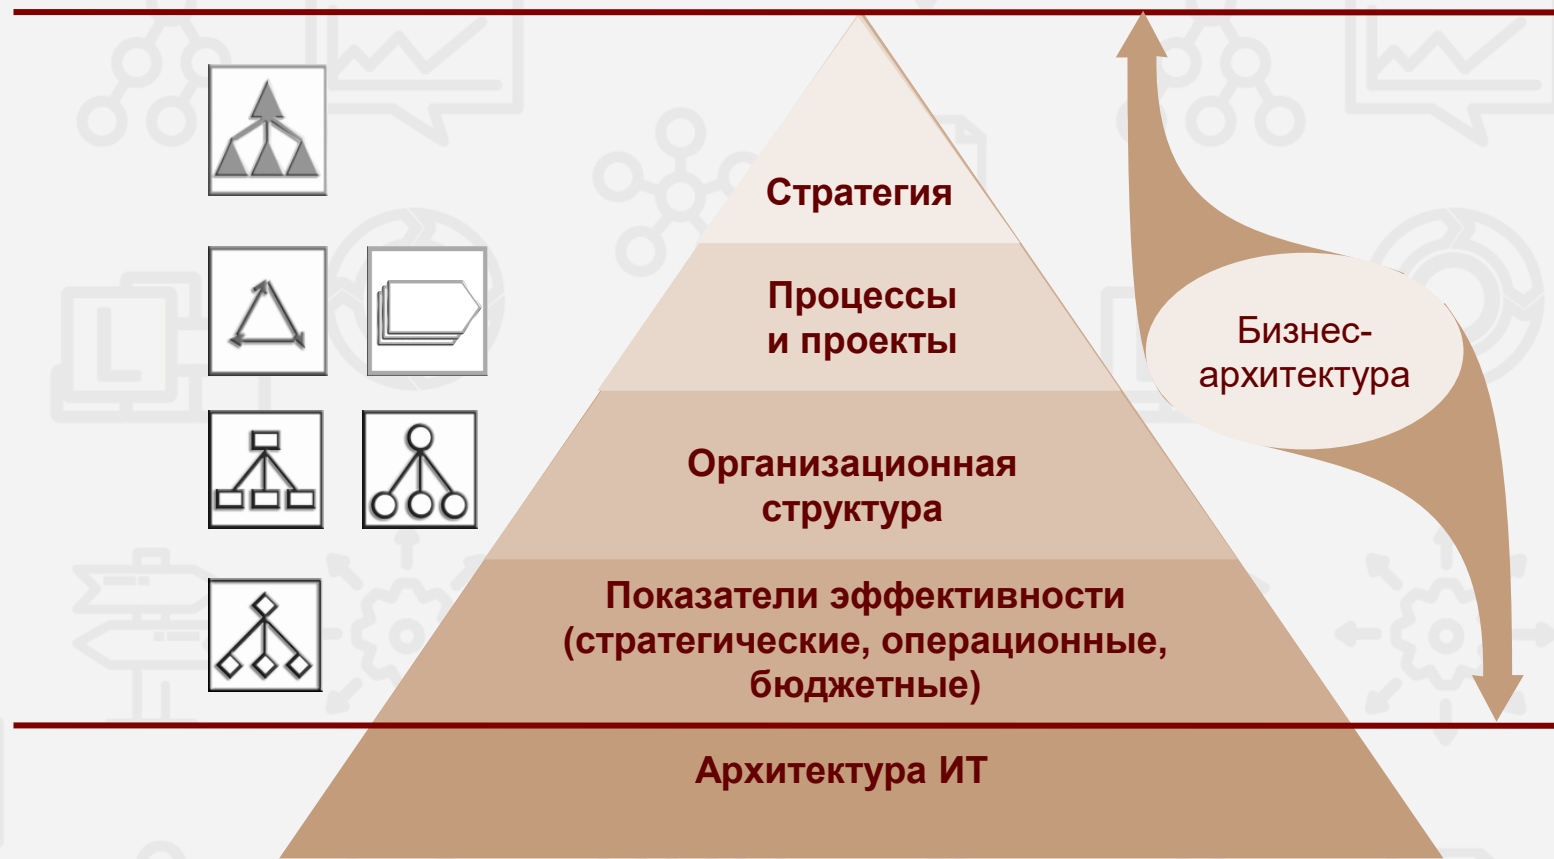 Стратегия
Процессы
и проекты
Бизнес-
архитектура
Организационная
структура
Показатели эффективности
(стратегические, операционные,
бюджетные)
Архитектура ИТ
L